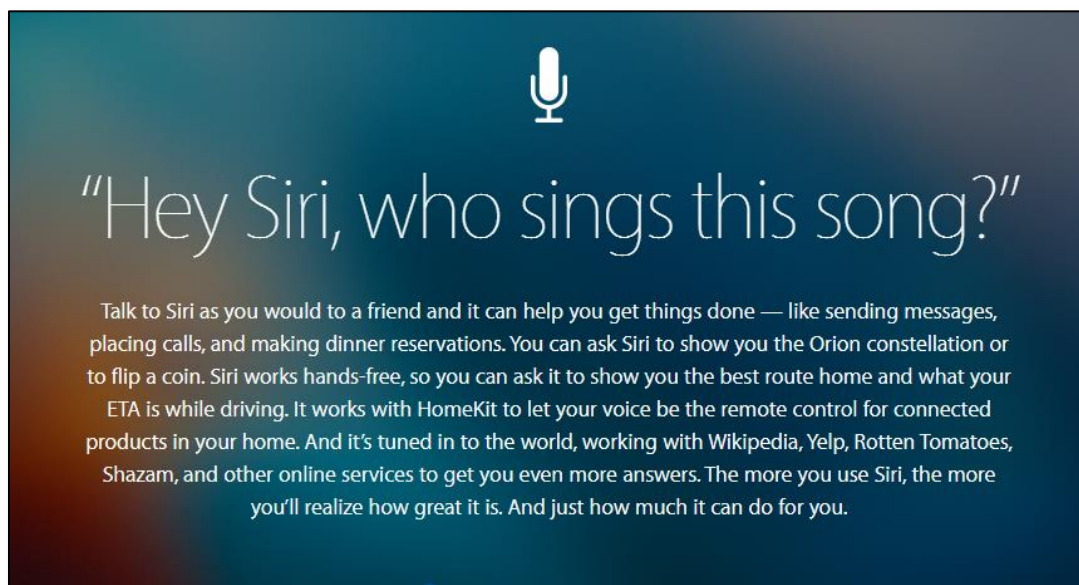 “Hey Siri, who sings this song?”
Talk to Siri as you would to a friend and it can help you get things done — like sending messages,
placing calls, and making dinner reservations. You can ask Siri to show you the Orion constellation or
to flip a coin. Siri works hands-free, so you can ask it to show you the best route home and what your
ETA is while driving. It works with HomeKit to let your voice be the remote control for connected
products in your home. And it’s tuned in to the world, working with Wikipedia, Yelp, Rotten Tomatoes,
Shazam, and other online services to get you even more answers. The more you use Siri, the more
you’ll realize how great it is. And just how much it can do for you.